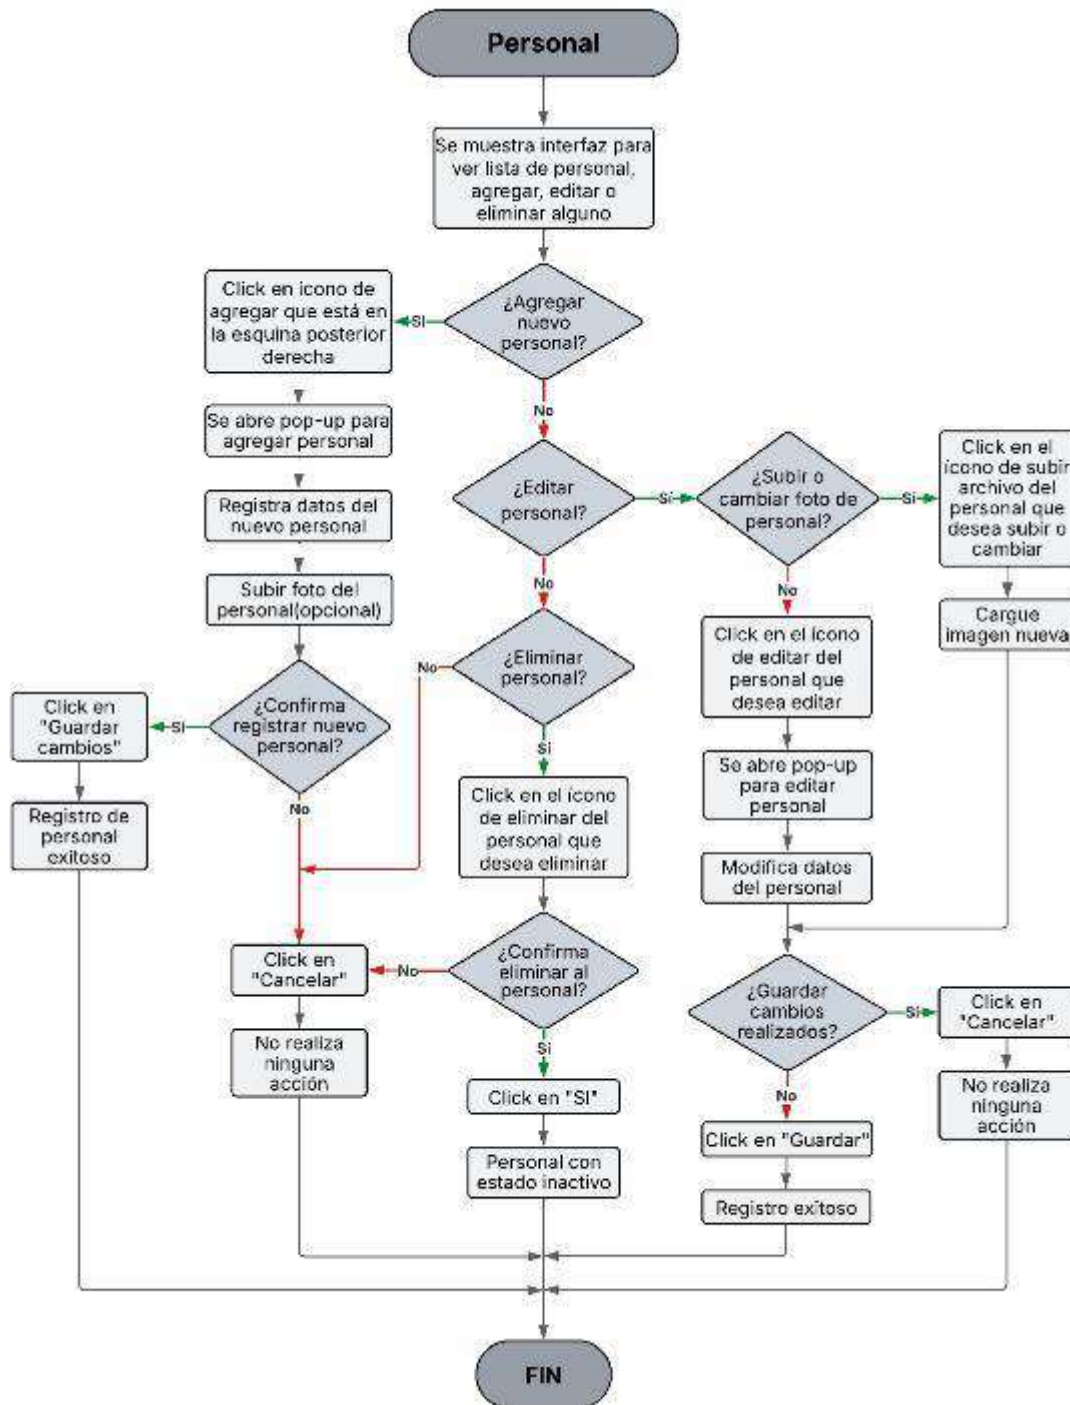 Personal
Se muestra interfaz para
ver lista de personal,
agregar, editar o
eliminar alguno
¿Agregar
nuevo
personal?
Si
Click en icono de
agregar que está en
la esquina posterior
derecha
Se abre pop-up para
agregar personal
Registra datos del
nuevo personal
Subir foto del
personal(opcional)
¿Confirma
registrar nuevo
personal?
Si
Click en
"Guardar
cambios"
Registro de
personal
exitoso
No
No
¿Editar
personal?
Si
¿Subir o
cambiar foto de
personal?
Si
Click en el
ícono de subir
archivo del
personal que
desea subir o
cambiar
Cargue
imagen nueva
No
¿Eliminar
personal?
No
Si
Click en el ícono
de eliminar del
personal que
desea eliminar
No
Click en el ícono
de editar del
personal que
desea editar
Se abre pop-up
para editar
personal
Modifica datos
del personal
¿Confirma
eliminar al
personal?
No
Click en
"Cancelar"
No realiza
ninguna
acción
Si
Click en "SI"
Personal con
estado inactivo
¿Guardar
cambios
realizados?
Si
Click en
"Cancelar"
No realiza
ninguna
acción
No
Click en "Guardar"
Registro exitoso
FIN